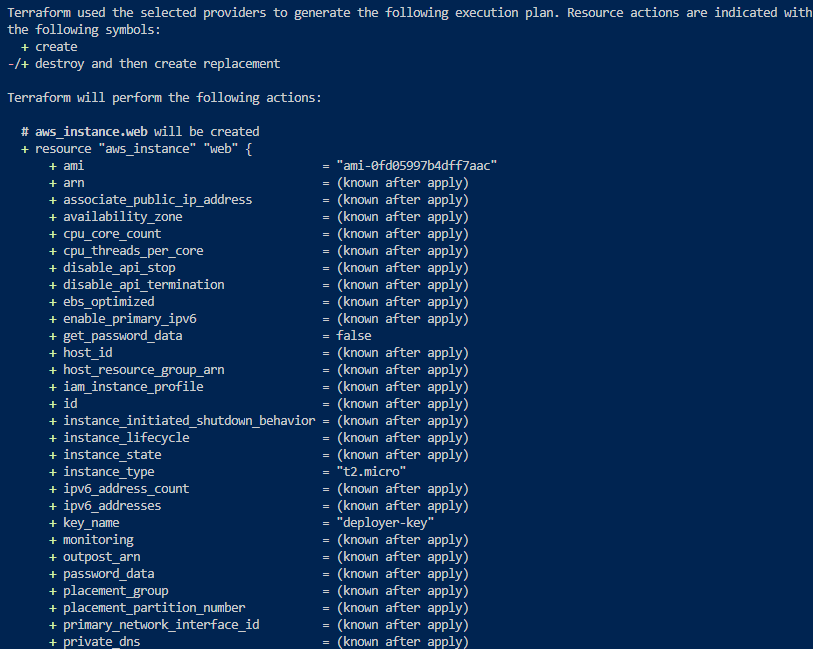 Terraform used the selected providers to generate the following execution plan. Resource actions are indicated with
the following symbols:
  + create
-/+ destroy and then create replacement

Terraform will perform the following actions:

  # aws_instance.web will be created
  + resource "aws_instance" "web" {
      + ami                                  = "ami-0fd05997b4dff7aac"
      + arn                                  = (known after apply)
      + associate_public_ip_address          = (known after apply)
      + availability_zone                    = (known after apply)
      + cpu_core_count                       = (known after apply)
      + cpu_threads_per_core                 = (known after apply)
      + disable_api_stop                     = (known after apply)
      + disable_api_termination              = (known after apply)
      + ebs_optimized                        = (known after apply)
      + enable_primary_ipv6                  = (known after apply)
      + get_password_data                    = false
      + host_id                              = (known after apply)
      + host_resource_group_arn              = (known after apply)
      + iam_instance_profile                 = (known after apply)
      + id                                   = (known after apply)
      + instance_initiated_shutdown_behavior = (known after apply)
      + instance_lifecycle                   = (known after apply)
      + instance_state                       = (known after apply)
      + instance_type                        = "t2.micro"
      + ipv6_address_count                   = (known after apply)
      + ipv6_addresses                       = (known after apply)
      + key_name                             = "deployer-key"
      + monitoring                           = (known after apply)
      + outpost_arn                          = (known after apply)
      + password_data                        = (known after apply)
      + placement_group                      = (known after apply)
      + placement_partition_number           = (known after apply)
      + primary_network_interface_id         = (known after apply)
      + private_dns                          = (known after apply)